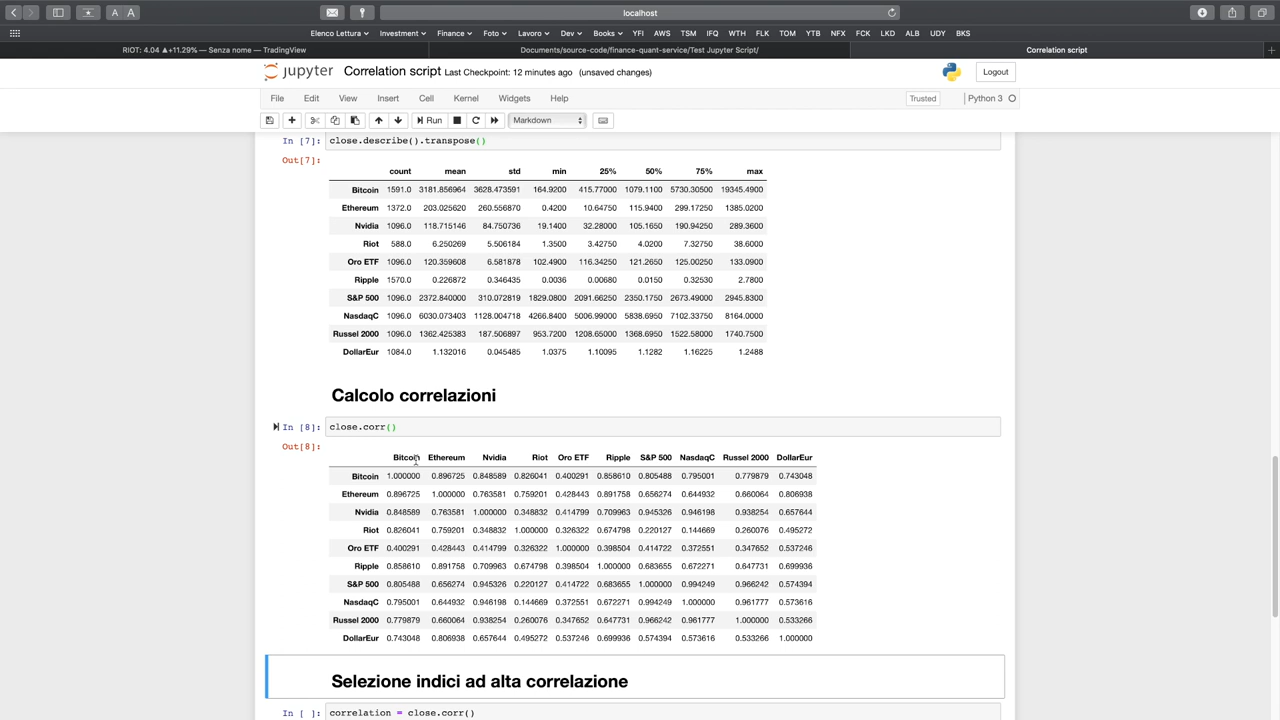 localhost
A A
Elenco Lettura Investment Finance Foto Lavoro Dev Books YFI AWS TSM IFQ WTH FLK TOM YTB NFX FCK LKD ALB UDY BKS
RIOT: 4.04 ▲+11.29% — Senza nome — TradingView Documents/source-code/finance-quant-service/Test Jupyter Script/ Correlation script
jupyter Correlation script Last Checkpoint: 12 minutes ago (unsaved changes) Logout
File Edit View Insert Cell Kernel Widgets Help Trusted Python 3
Run Markdown
In [7]: close.describe().transpose()
Out[7]:
count mean std min 25% 50% 75% max
Bitcoin 1591.0 3181.856964 3628.473591 164.9200 415.77000 1079.1100 5730.30500 19345.4900
Ethereum 1372.0 203.025620 260.556870 0.4200 10.64750 115.9400 299.17250 1385.0200
Nvidia 1096.0 118.715146 84.750736 19.1400 32.28000 105.1650 190.94250 289.3600
Riot 588.0 6.250269 5.506184 1.3500 3.42750 4.0200 7.32750 38.6000
Oro ETF 1096.0 120.359608 6.581878 102.4900 116.34250 121.2650 125.00250 133.0900
Ripple 1570.0 0.226872 0.346435 0.0036 0.00680 0.0150 0.32530 2.7800
S&P 500 1096.0 2372.840000 310.072819 1829.0800 2091.66250 2350.1750 2673.49000 2945.8300
NasdaqC 1096.0 6030.073403 1128.004718 4266.8400 5006.99000 5838.6950 7102.33750 8164.0000
Russel 2000 1096.0 1362.425383 187.506897 953.7200 1208.65000 1368.6950 1522.58000 1740.7500
DollarEur 1084.0 1.132016 0.045485 1.0375 1.10095 1.1282 1.16225 1.2488
Calcolo correlazioni
In [8]: close.corr()
Out[8]:
Bitcoin Ethereum Nvidia Riot Oro ETF Ripple S&P 500 NasdaqC Russel 2000 DollarEur
Bitcoin 1.000000 0.896725 0.848589 0.826041 0.400291 0.858610 0.805488 0.795001 0.779879 0.743048
Ethereum 0.896725 1.000000 0.763581 0.759201 0.428443 0.891758 0.656274 0.644932 0.660064 0.806938
Nvidia 0.848589 0.763581 1.000000 0.348832 0.414799 0.709963 0.945326 0.946198 0.938254 0.657644
Riot 0.826041 0.759201 0.348832 1.000000 0.326322 0.674798 0.220127 0.144669 0.260076 0.495272
Oro ETF 0.400291 0.428443 0.414799 0.326322 1.000000 0.398504 0.414722 0.372551 0.347652 0.537246
Ripple 0.858610 0.891758 0.709963 0.674798 0.398504 1.000000 0.683655 0.672271 0.647731 0.699936
S&P 500 0.805488 0.656274 0.945326 0.220127 0.414722 0.683655 1.000000 0.994249 0.966242 0.574394
NasdaqC 0.795001 0.644932 0.946198 0.144669 0.372551 0.672271 0.994249 1.000000 0.961777 0.573616
Russel 2000 0.779879 0.660064 0.938254 0.260076 0.347652 0.647731 0.966242 0.961777 1.000000 0.533266
DollarEur 0.743048 0.806938 0.657644 0.495272 0.537246 0.699936 0.574394 0.573616 0.533266 1.000000
Selezione indici ad alta correlazione
In [ ]: correlation = close.corr()